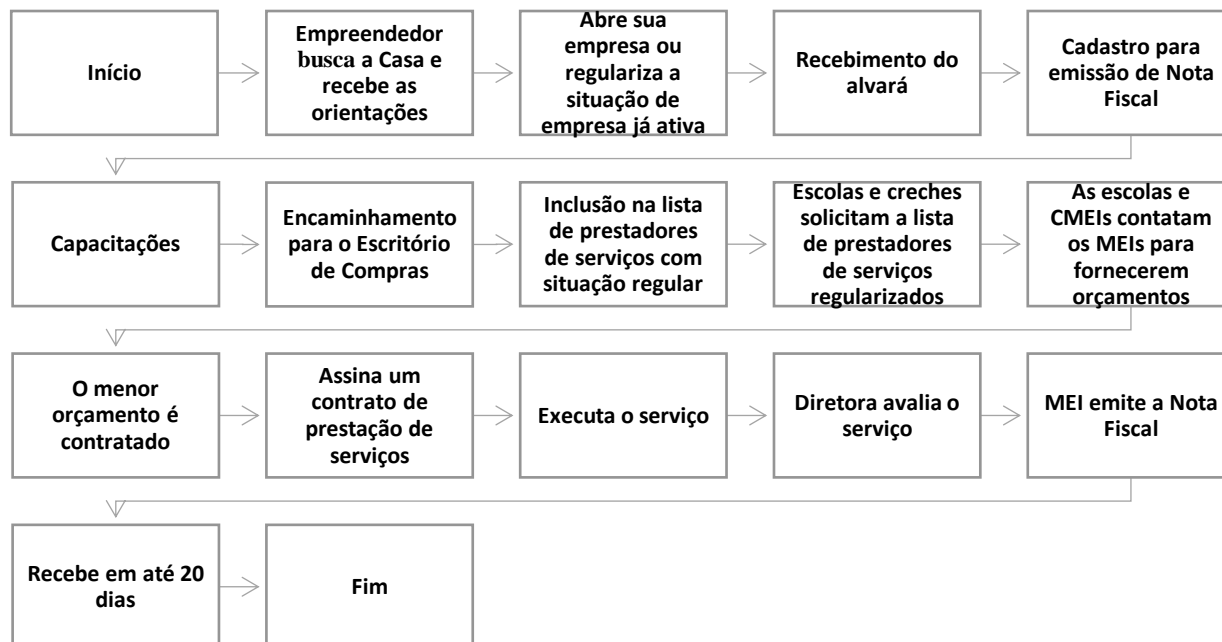 Início
Empreendedor
busca a Casa e
recebe as
orientações
Abre sua
empresa ou
regulariza a
situação de
empresa já ativa
Recebimento do
alvará
Cadastro para
emissão de Nota
Fiscal
Capacitações
Encaminhamento
para o Escritório
de Compras
Inclusão na lista
de prestadores
de serviços com
situação regular
Escolas e creches
solicitam a lista
de prestadores
de serviços
regularizados
As escolas e
CMEIs contatam
os MEIs para
fornecerem
orçamentos
O menor
orçamento é
contratado
Assina um
contrato de
prestação de
serviços
Executa o serviço
Diretora avalia o
serviço
MEI emite a Nota
Fiscal
Recebe em até 20
dias
Fim